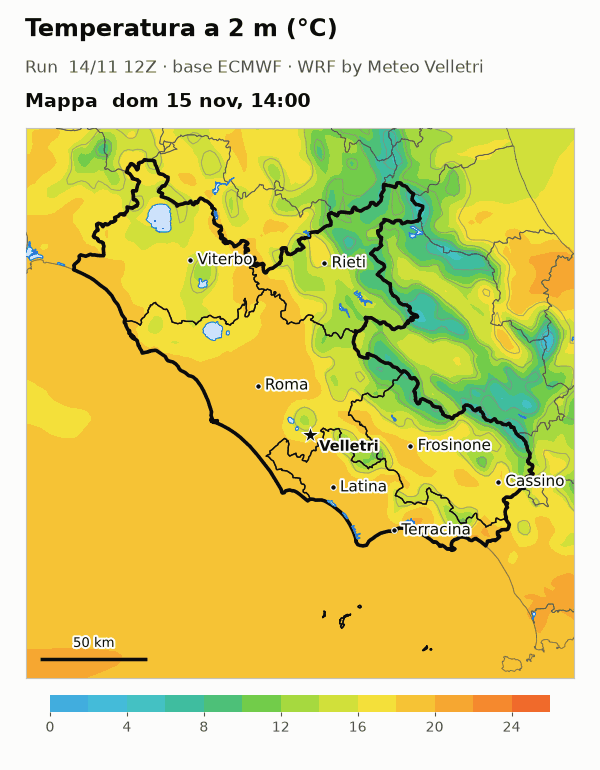 Temperatura a 2 m (°C)
Run 14/11 12Z · base ECMWF · WRF by Meteo Velletri
Mappa dom 15 nov, 14:00
Viterbo
Rieti
Roma
Velletri
Frosinone
Cassino
Latina
Terracina
50 km
0 4 8 12 16 20 24